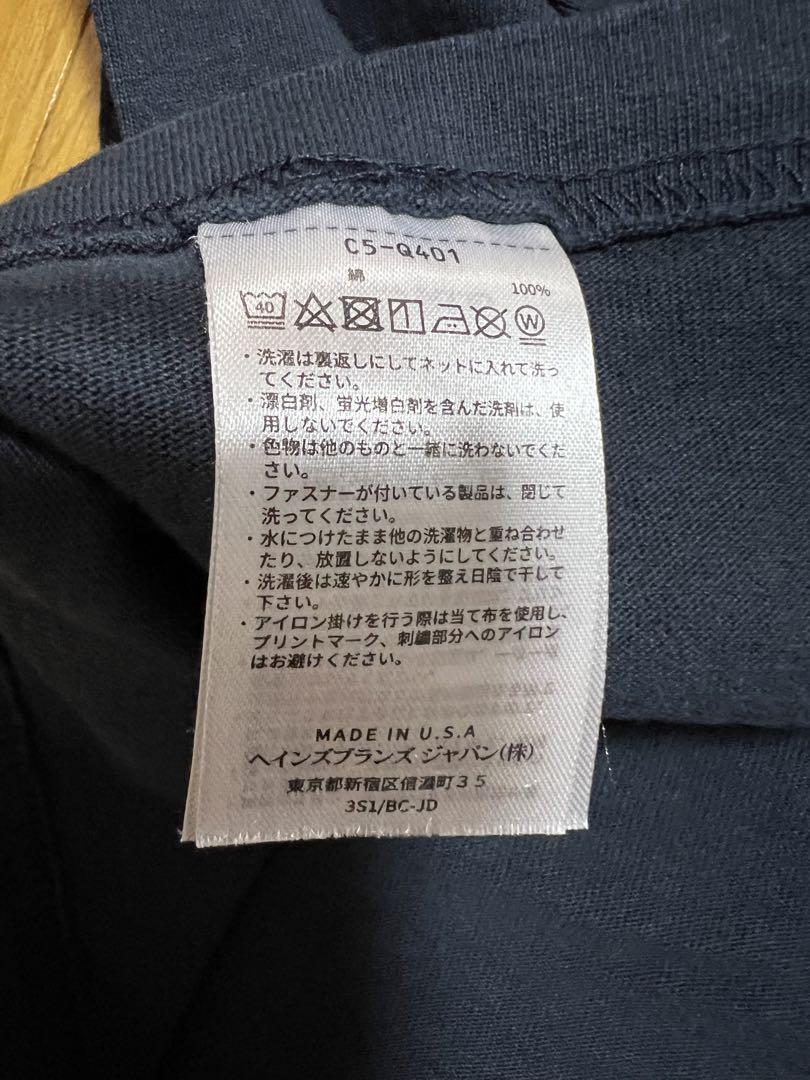 C5-Q401
綿
100%
40
W
・洗濯は裏返しにしてネットに入れて洗っ
てください。
・漂白剤、蛍光増白剤を含んだ洗剤は、使
用しないでください。
・色物は他のものと一緒に洗わないでくだ
さい。
・ファスナーが付いている製品は、閉じて
洗ってください。
・水につけたまま他の洗濯物と重ね合わせ
たり、放置しないようにしてください。
・洗濯後は速やかに形を整え日陰で干して
下さい。
・アイロン掛けを行う際は当て布を使用し、
プリントマーク、刺繍部分へのアイロン
はお避けください。
MADE IN U.S.A
ヘインズブランズ ジャパン(株)
東京都新宿区信濃町35
3S1/BC-JD